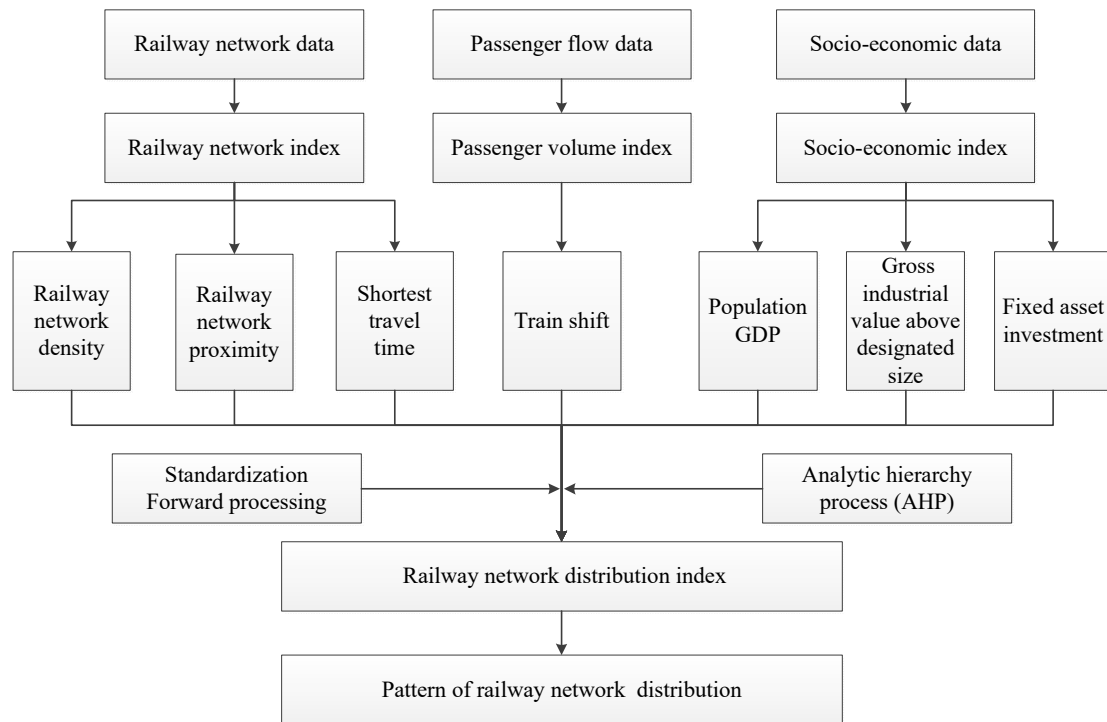 Railway network data
Passenger flow data
Socio-economic data
Railway network index
Passenger volume index
Socio-economic index
Railway
network
density
Railway
network
proximity
Shortest
travel
time
Train shift
Population
GDP
Gross
industrial
value above
designated
size
Fixed asset
investment
Standardization
Forward processing
Analytic hierarchy
process (AHP)
Railway network distribution index
Pattern of railway network distribution